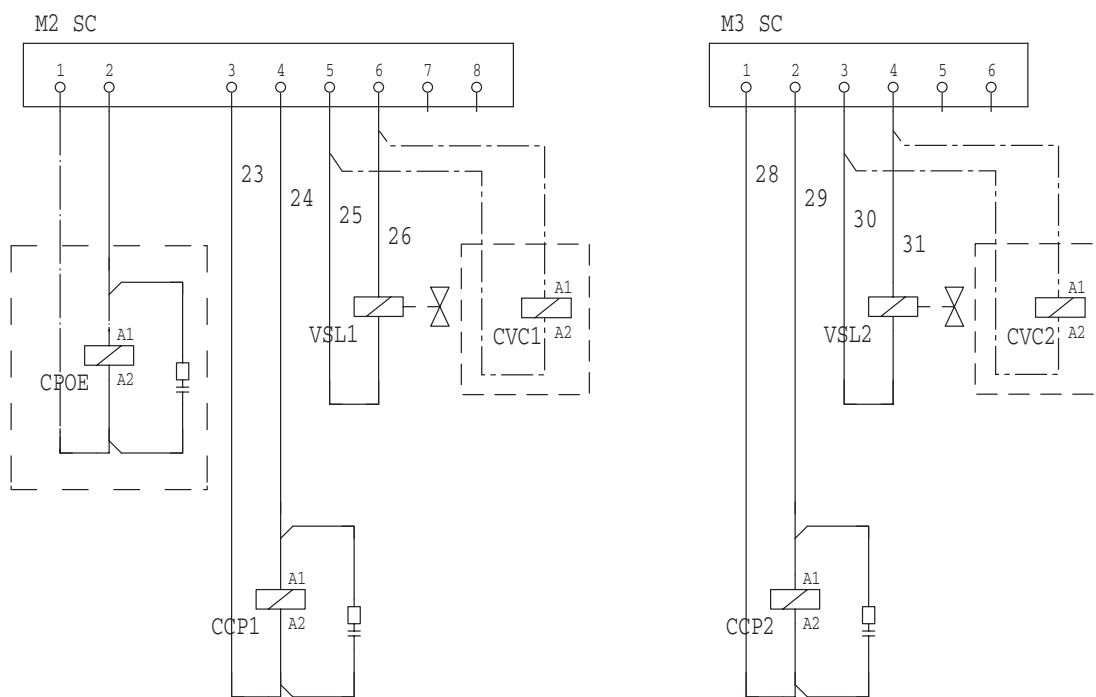 M2 SC
M3 SC
1 2 3 4 5 6 7 8
1 2 3 4 5 6
23
24
25
26
28
29
30
31
A1
A1
VSL1
CVC1
VSL2
CVC2
A1
A2
A2
CPOE
A2
A1
A1
CCP1
A2
CCP2
A2